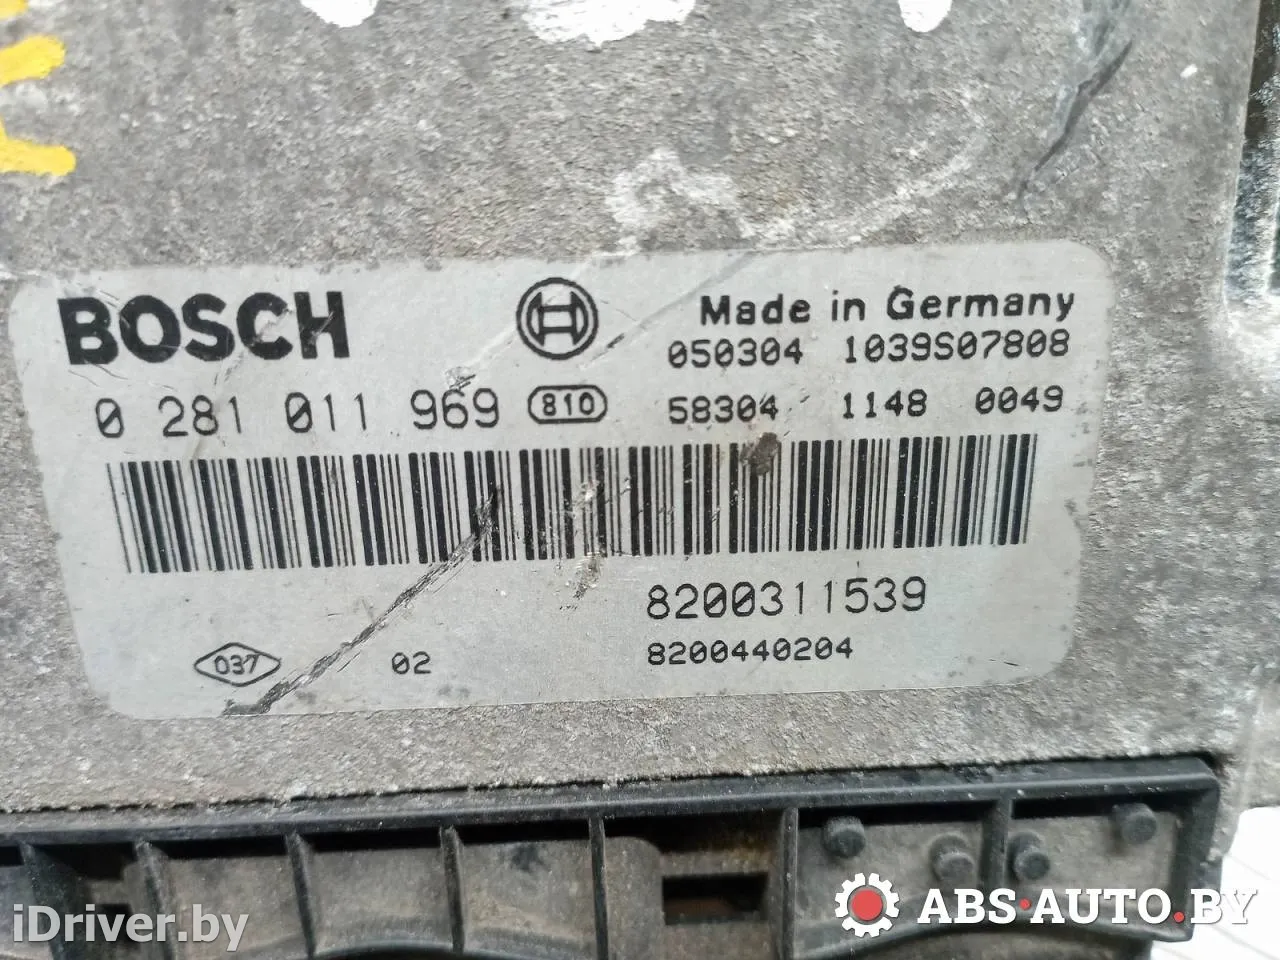 BOSCH
Made in Germany
050304 1039S07808
0 281 011 969 810 58304 1148 0049
8200311539
037 02 8200440204
iDriver.by
ABS-AUTO.BY